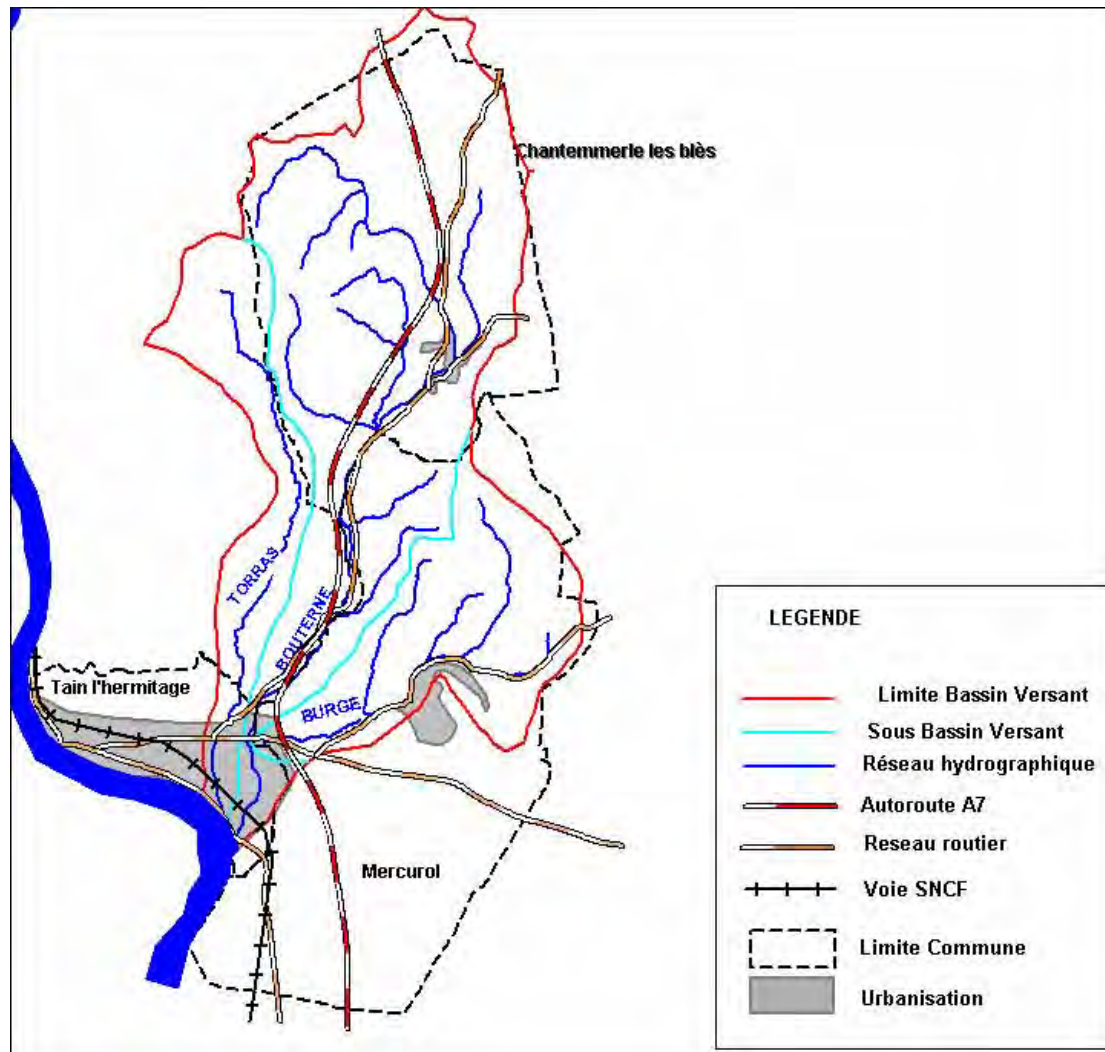 Chantemmerle les blès
TORRAS
BOUTERNE
BURGE
Tain l'hermitage
Mercurol
LEGENDE
Limite Bassin Versant
Sous Bassin Versant
Réseau hydrographique
Autoroute A7
Reseau routier
Voie SNCF
Limite Commune
Urbanisation